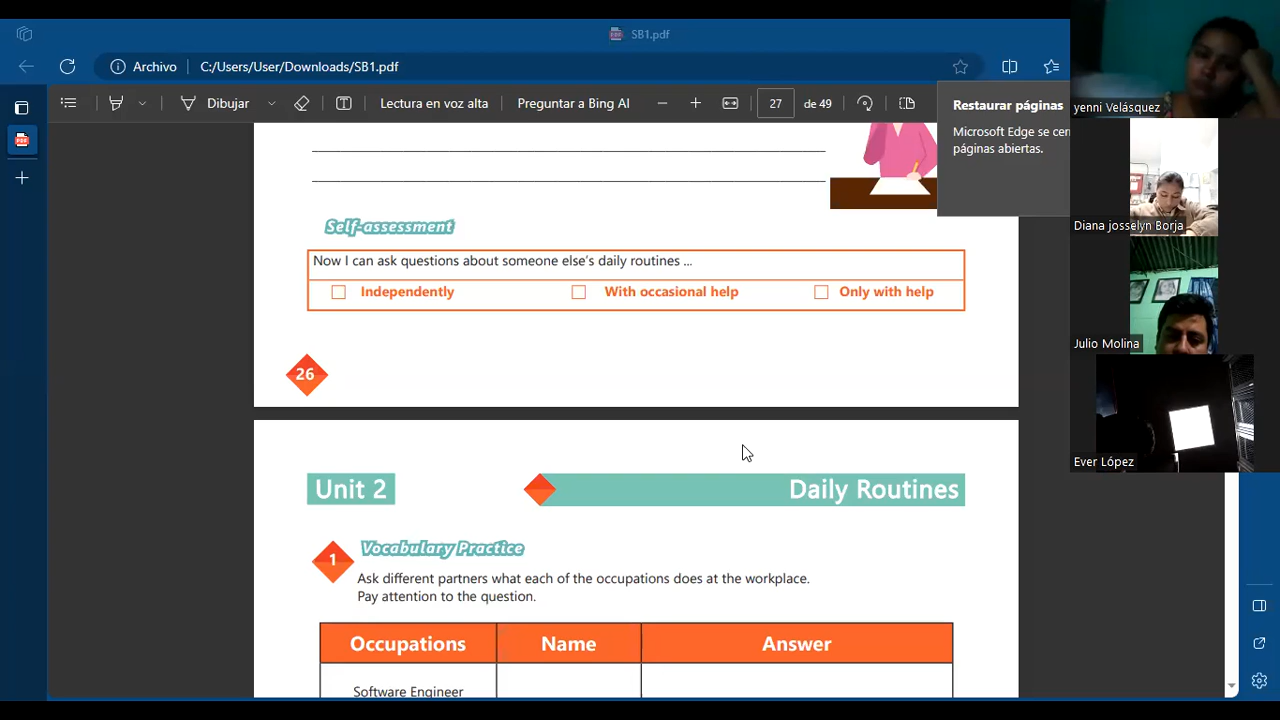 SB1.pdf
Archivo C:/Users/User/Downloads/SB1.pdf
Dibujar Lectura en voz alta Preguntar a Bing AI 27 de 49
Restaurar páginas
Microsoft Edge se cer
páginas abiertas.
Self-assessment
Now I can ask questions about someone else's daily routines ...
Independently With occasional help Only with help
26
Unit 2 Daily Routines
1 Vocabulary Practice
Ask different partners what each of the occupations does at the workplace.
Pay attention to the question.
Occupations Name Answer
Software Engineer
yenni Velásquez
Diana josselyn Borja
Julio Molina
Ever López